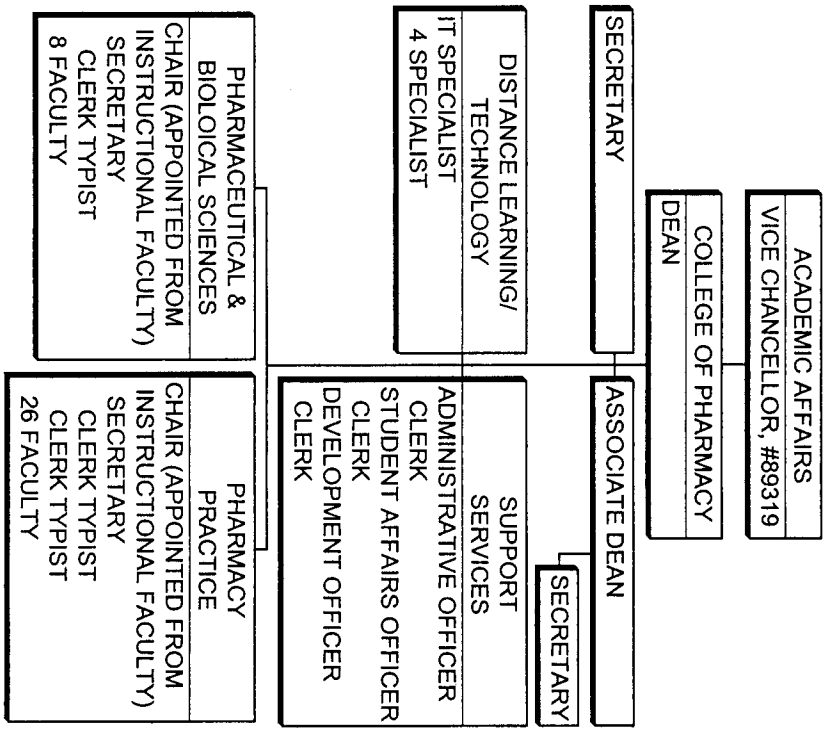 ACADEMIC AFFAIRS
VICE CHANCELLOR, #89319
COLLEGE OF PHARMACY
DEAN
SECRETARY
ASSOCIATE DEAN
SECRETARY
DISTANCE LEARNING/
TECHNOLOGY
IT SPECIALIST
4 SPECIALIST
SUPPORT
SERVICES
ADMINISTRATIVE OFFICER
CLERK
STUDENT AFFAIRS OFFICER
CLERK
DEVELOPMENT OFFICER
CLERK
PHARMACEUTICAL &
BIOLOICAL SCIENCES
CHAIR (APPOINTED FROM
INSTRUCTIONAL FACULTY)
SECRETARY
CLERK TYPIST
8 FACULTY
PHARMACY
PRACTICE
CHAIR (APPOINTED FROM
INSTRUCTIONAL FACULTY)
SECRETARY
CLERK TYPIST
CLERK TYPIST
26 FACULTY